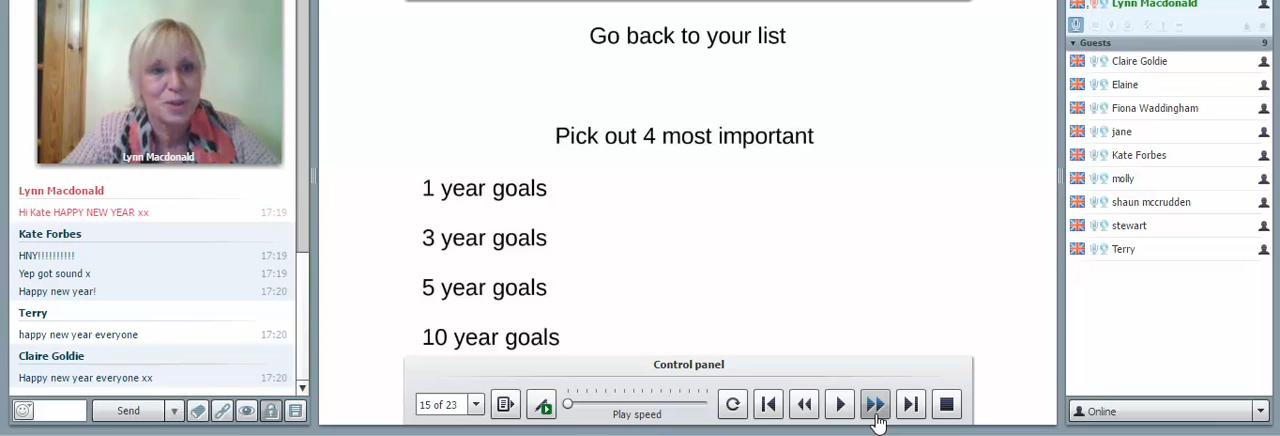 Lynn Macdonald
Lynn Macdonald
Hi Kate HAPPY NEW YEAR xx 17:19
Kate Forbes
HNY!!!!!!!!!! 17:19
Yep got sound x 17:19
Happy new year! 17:20
Terry
happy new year everyone 17:20
Claire Goldie
Happy new year everyone xx 17:20
Send
Go back to your list
Pick out 4 most important
1 year goals
3 year goals
5 year goals
10 year goals
Control panel
15 of 23
Play speed
Lynn Macdonald
Guests 9
Claire Goldie
Elaine
Fiona Waddingham
jane
Kate Forbes
molly
shaun mccrudden
stewart
Terry
Online